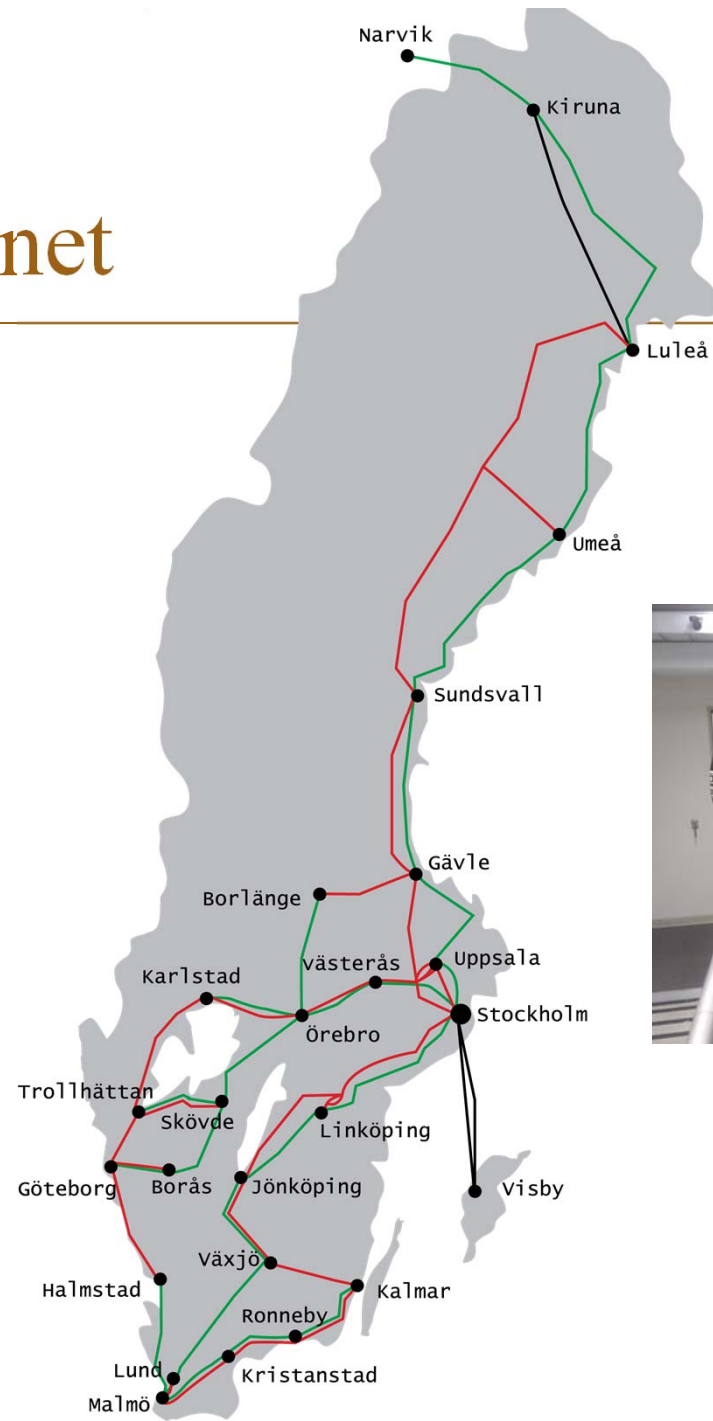 Narvik
Kiruna
net
Luleå
Umeå
Sundsvall
Gävle
Borlänge
västerås
Uppsala
Karlstad
Stockholm
Örebro
Trollhättan
Skövde
Linköping
Göteborg
Borås
Jönköping
Visby
Växjö
Halmstad
Kalmar
Ronneby
Lund
Kristanstad
Malmö